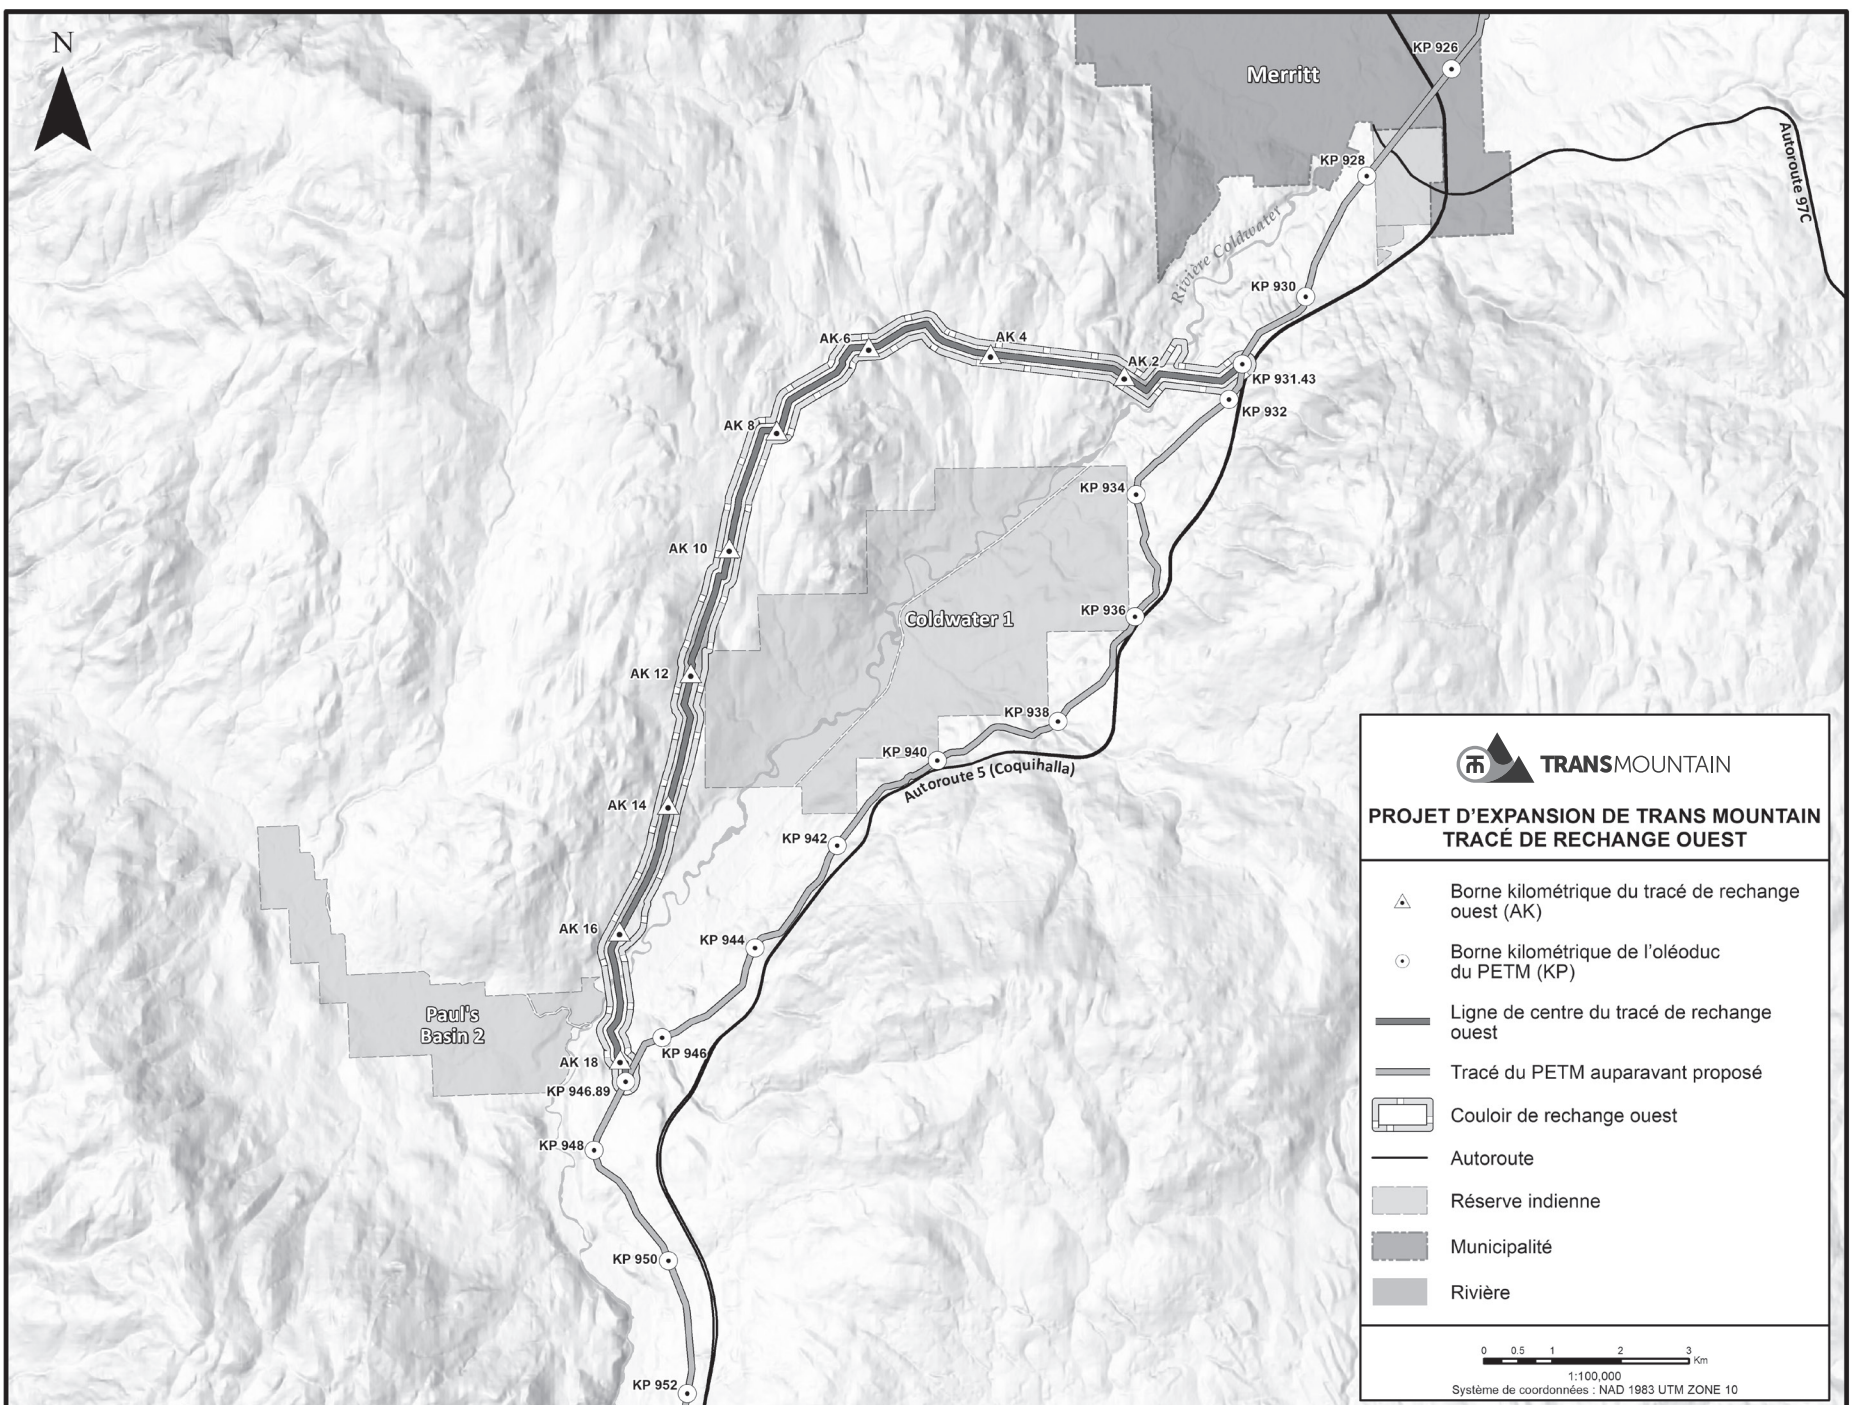 N
KP 926
Merritt
Autoroute 97C
KP 928
Rivière Coldwater
KP 930
AK 6
AK 4
AK 2
KP 931.43
KP 932
AK 8
KP 934
AK 10
KP 936
Coldwater 1
AK 12
KP 938
KP 940
Autoroute 5 (Coquihalla)
AK 14
KP 942
AK 16
KP 944
Paul's
Basin 2
KP 946
AK 18
KP 946.89
KP 948
KP 950
KP 952
TRANSMOUNTAIN
PROJET D'EXPANSION DE TRANS MOUNTAIN
TRACÉ DE RECHANGE OUEST
Borne kilométrique du tracé de rechange
ouest (AK)
Borne kilométrique de l'oléoduc
du PETM (KP)
Ligne de centre du tracé de rechange
ouest
Tracé du PETM auparavant proposé
Couloir de rechange ouest
Autoroute
Réserve indienne
Municipalité
Rivière
0 0.5 1 2 3
Km
1:100,000
Système de coordonnées : NAD 1983 UTM ZONE 10